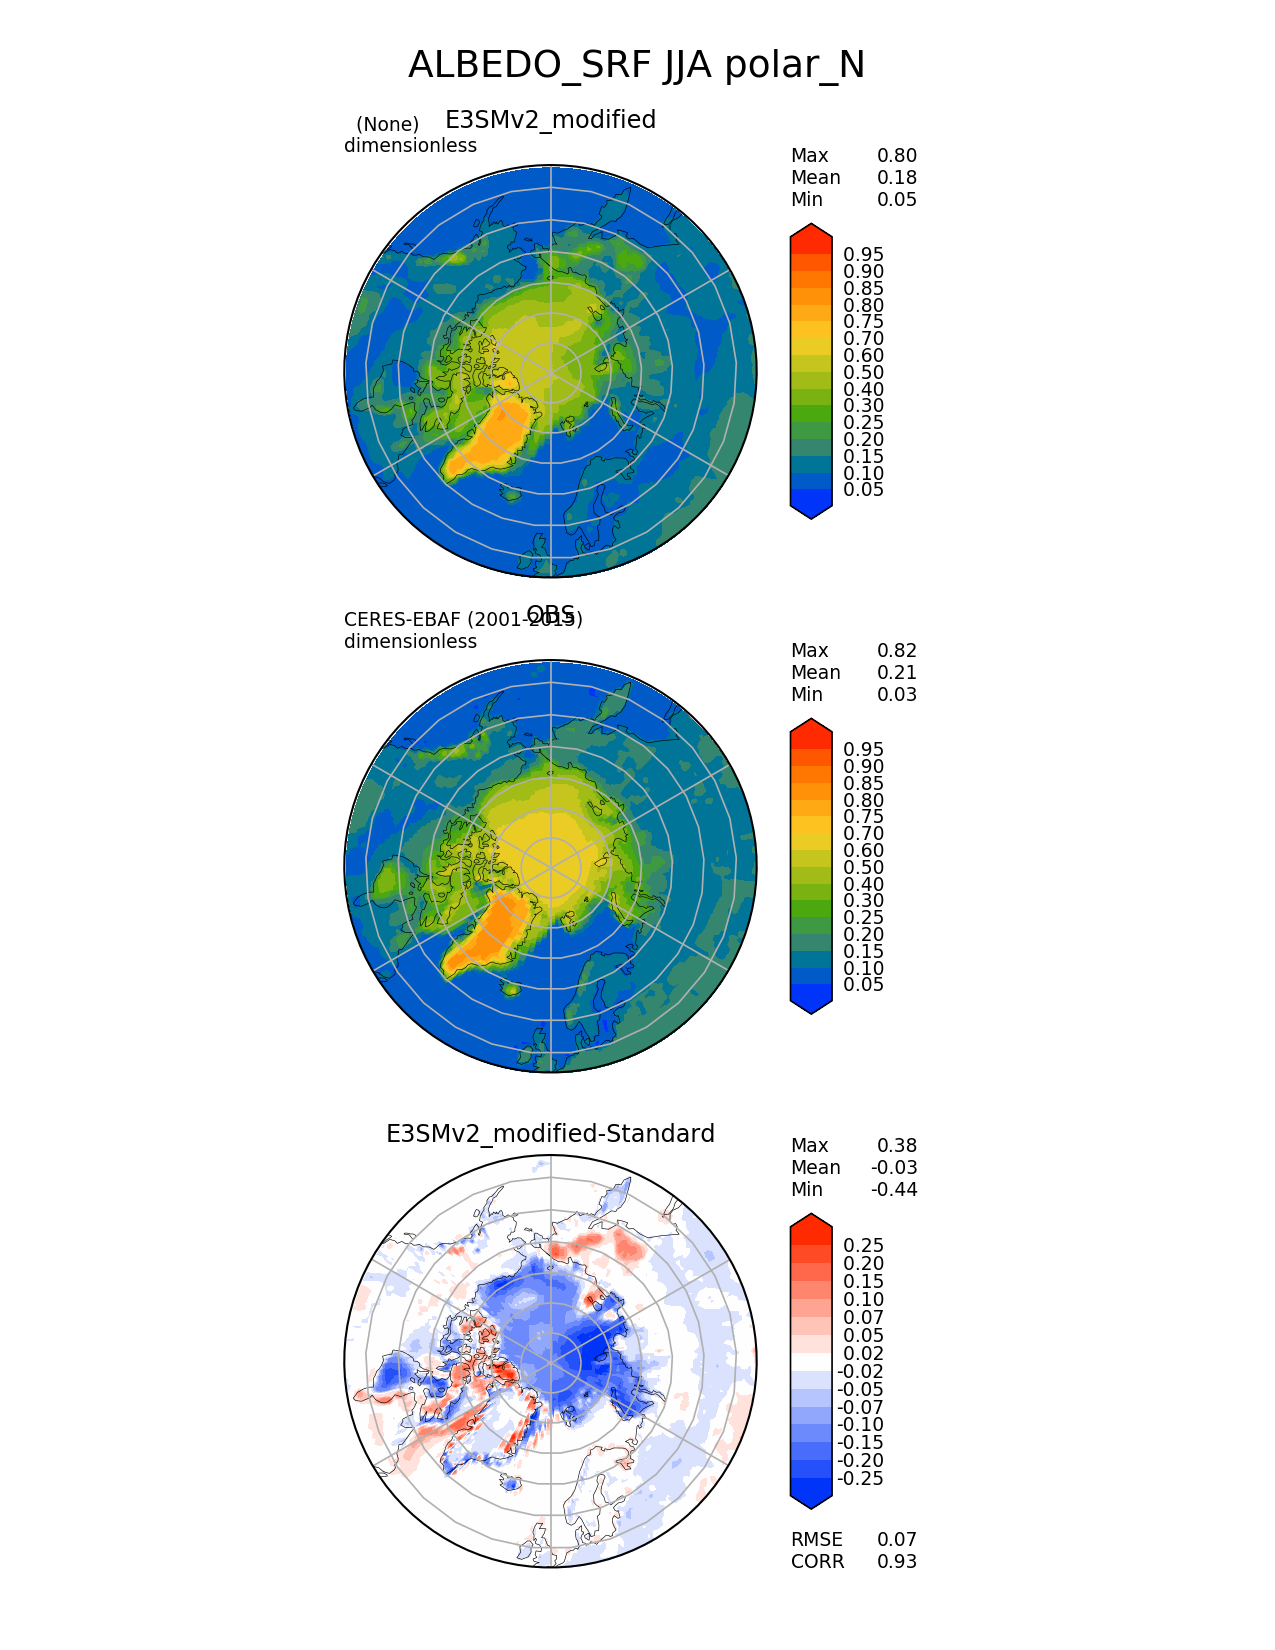 ALBEDO_SRF JJA polar_N
(None)
E3SMv2_modified
dimensionless
Max 0.80
Mean 0.18
Min 0.05
0.95
0.90
0.85
0.80
0.75
0.70
0.60
0.50
0.40
0.30
0.25
0.20
0.15
0.10
0.05
OBS
CERES-EBAF (2001-2015)
dimensionless
Max 0.82
Mean 0.21
Min 0.03
0.95
0.90
0.85
0.80
0.75
0.70
0.60
0.50
0.40
0.30
0.25
0.20
0.15
0.10
0.05
E3SMv2_modified-Standard
Max 0.38
Mean -0.03
Min -0.44
0.25
0.20
0.15
0.10
0.07
0.05
0.02
-0.02
-0.05
-0.07
-0.10
-0.15
-0.20
-0.25
RMSE 0.07
CORR 0.93